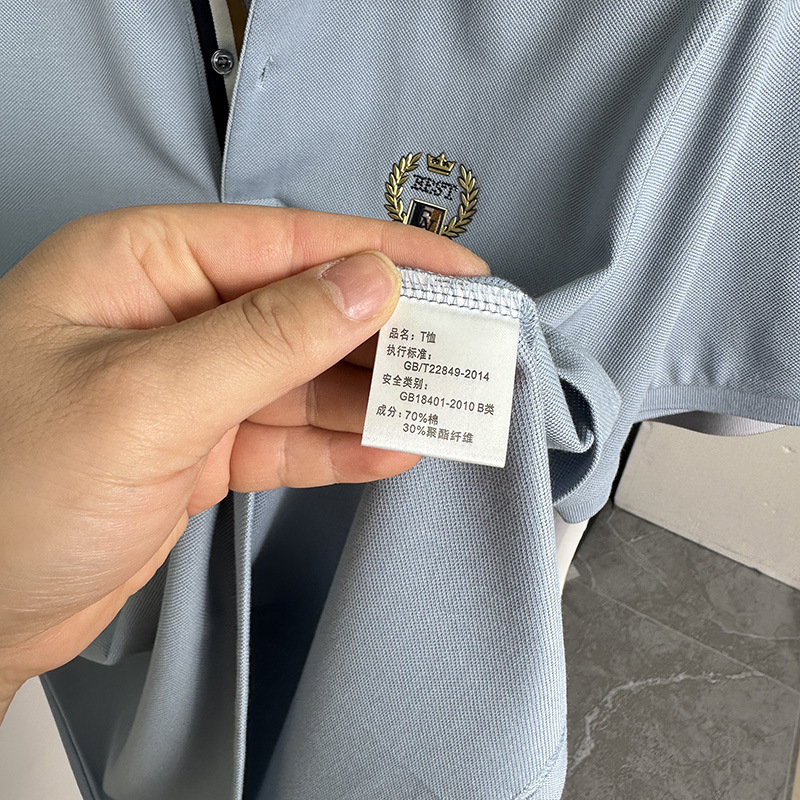 BEST
品名：T恤
执行标准：
GB/T22849-2014
安全类别：
GB18401-2010 B类
成分：70%棉
30%聚酯纤维